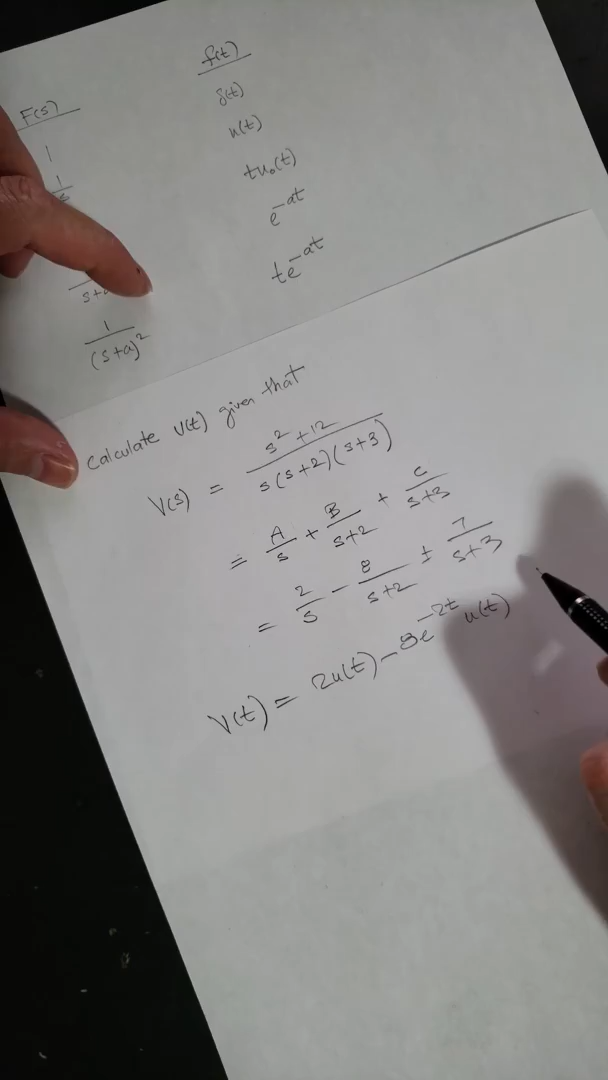 F(s) f(t)
1 δ(t)
1/s u(t)
tu₀(t)
e^-at
1/(s+a)² te^-at
Calculate V(t) given that
V(s) = (s²+12)/(s(s+2)(s+3))
= A/s + B/(s+2) + C/(s+3)
= 2/s - 8/(s+2) ± 7/(s+3)
V(t) = 2u(t) - 8e^-2t u(t)